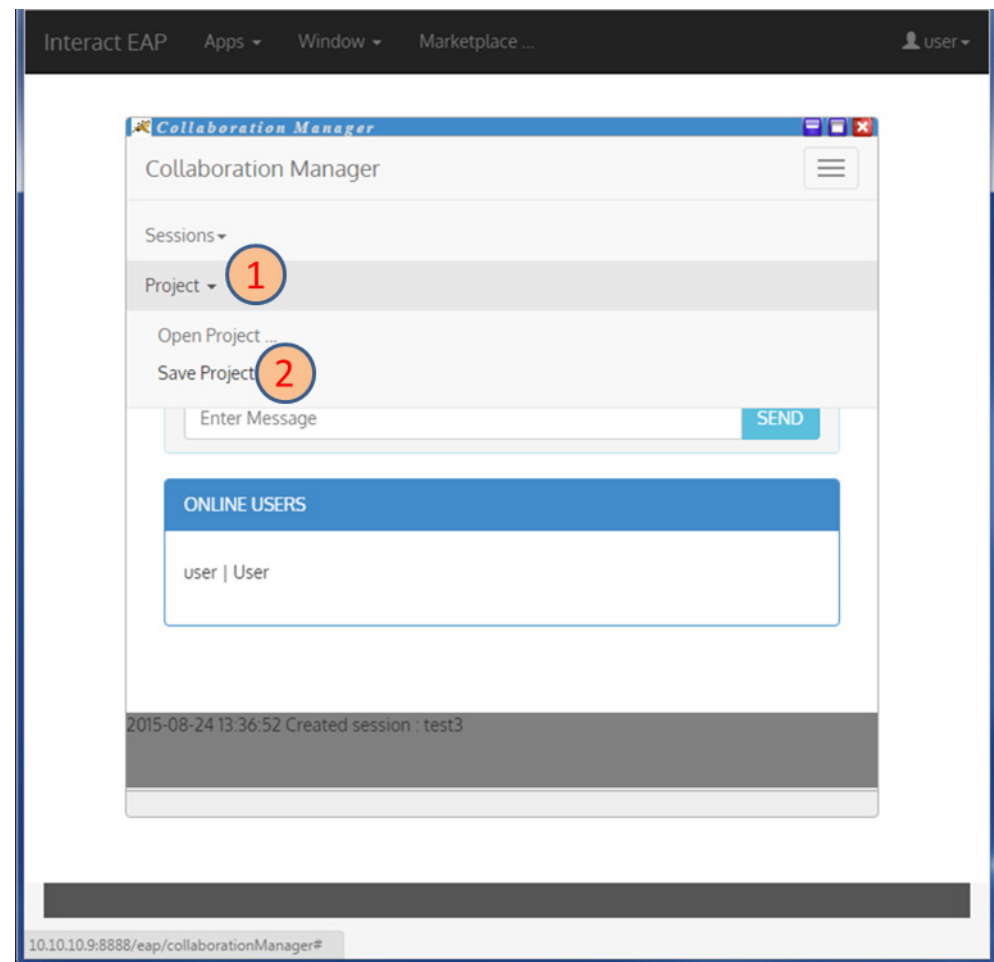 Interact EAP Apps Window Marketplace ... user
Collaboration Manager
Collaboration Manager
Sessions
Project 1
Open Project ...
Save Project 2
Enter Message SEND
ONLINE USERS
user | User
2015-08-24 13:36:52 Created session : test3
10.10.10.9:8888/eap/collaborationManager#